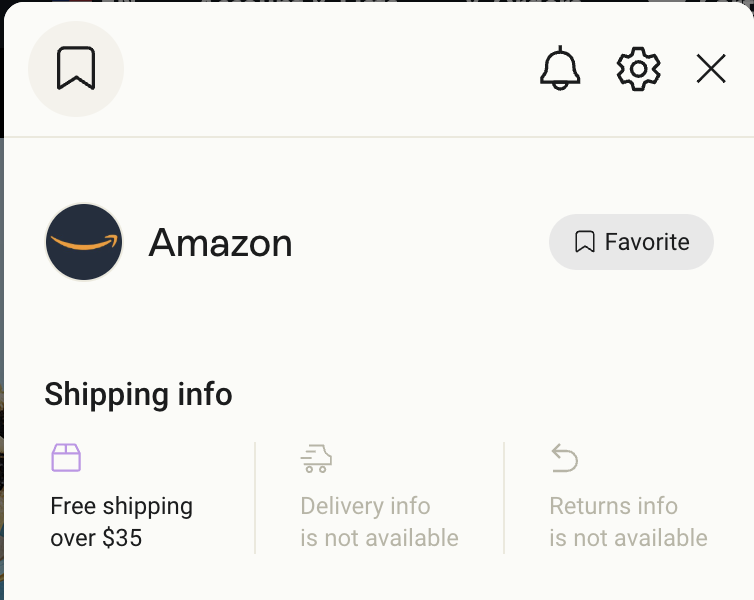 Amazon
Favorite
Shipping info
Free shipping
over $35
Delivery info
is not available
Returns info
is not available